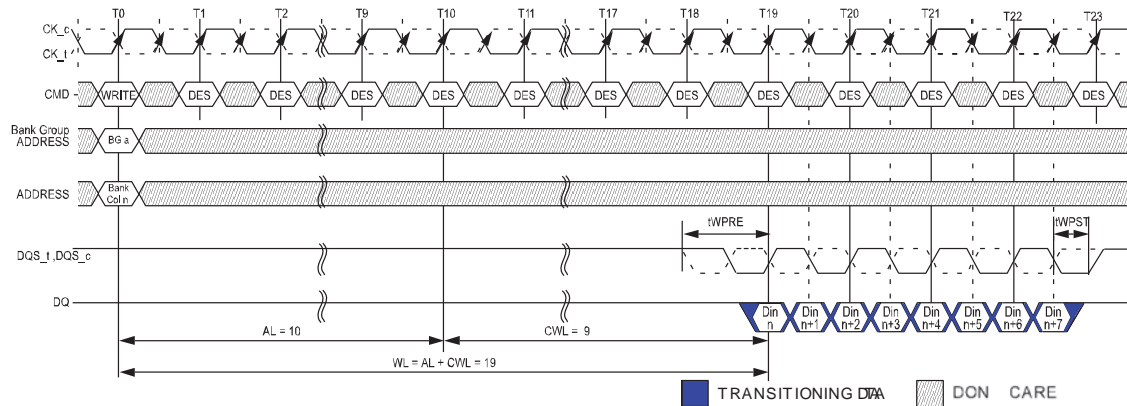 T0 T1 T2 T9 T10 T11 T17 T18 T19 T20 T21 T22 T23
CK_c
CK_t
CMD WRITE DES DES DES DES DES DES DES DES DES DES DES DES
Bank Group
ADDRESS BG a
ADDRESS Bank
Col n
tWPRE tWPST
DQS_t,DQS_c
DQ Din
n Din
n+1 Din
n+2 Din
n+3 Din
n+4 Din
n+5 Din
n+6 Din
n+7
AL = 10 CWL = 9
WL = AL + CWL = 19
TRANSITIONING DATA DON CARE